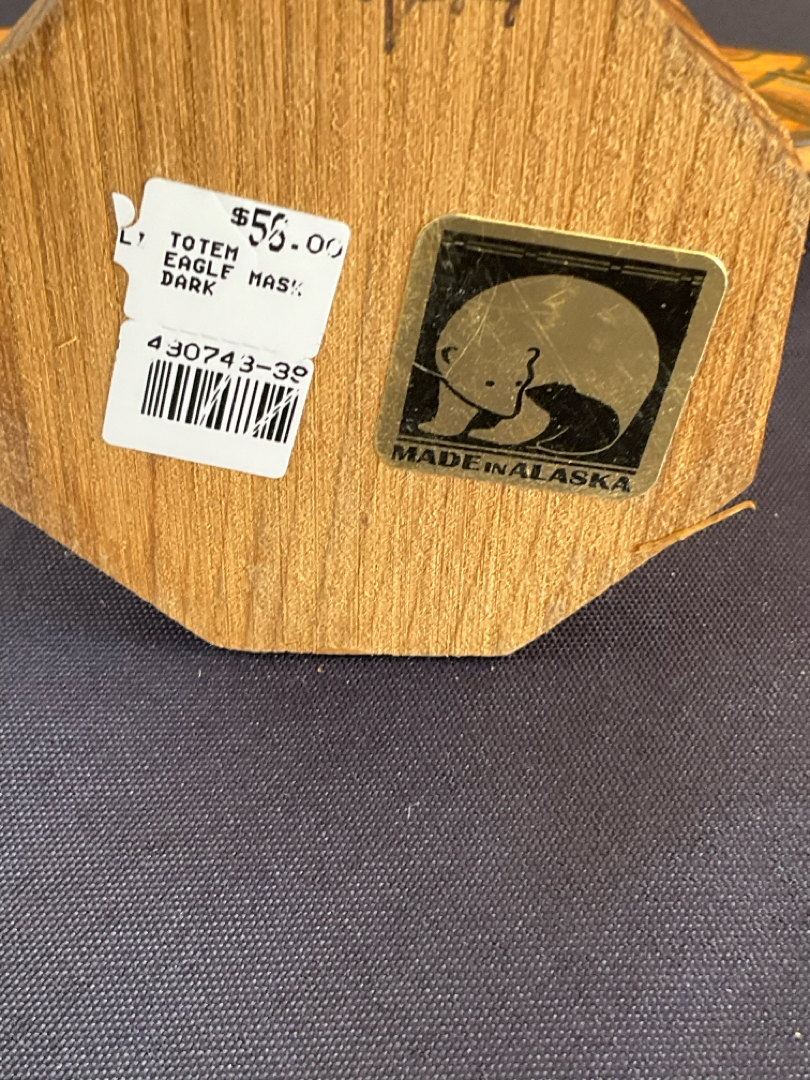 $56.00
TOTEM
EAGLE MASK
DARK
430743-39
MADE IN ALASKA